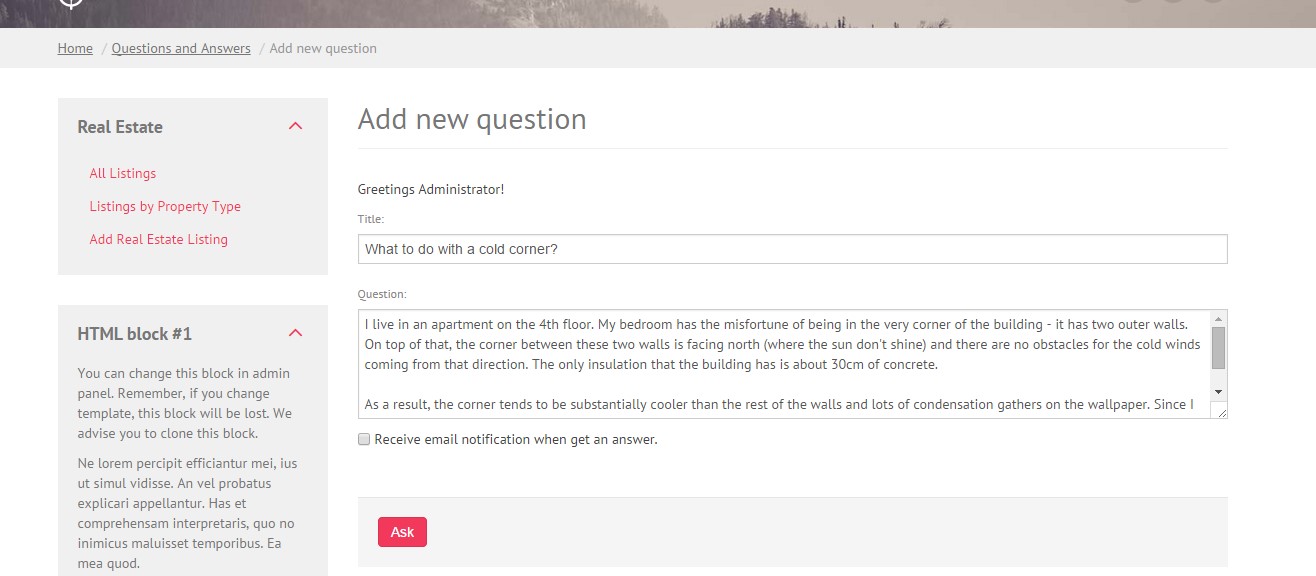 Home / Questions and Answers / Add new question
Real Estate
All Listings
Listings by Property Type
Add Real Estate Listing
HTML block #1
You can change this block in admin
panel. Remember, if you change
template, this block will be lost. We
advise you to clone this block.
Ne lorem percipit efficiantur mei, ius
ut simul vidisse. An vel probatus
explicari appellantur. Has et
comprehensam interpretaris, quo no
inimicus maluisset temporibus. Ea
mea quod.
Add new question
Greetings Administrator!
Title:
What to do with a cold corner?
Question:
I live in an apartment on the 4th floor. My bedroom has the misfortune of being in the very corner of the building - it has two outer walls.
On top of that, the corner between these two walls is facing north (where the sun don't shine) and there are no obstacles for the cold winds
coming from that direction. The only insulation that the building has is about 30cm of concrete.
As a result, the corner tends to be substantially cooler than the rest of the walls and lots of condensation gathers on the wallpaper. Since I
Receive email notification when get an answer.
Ask